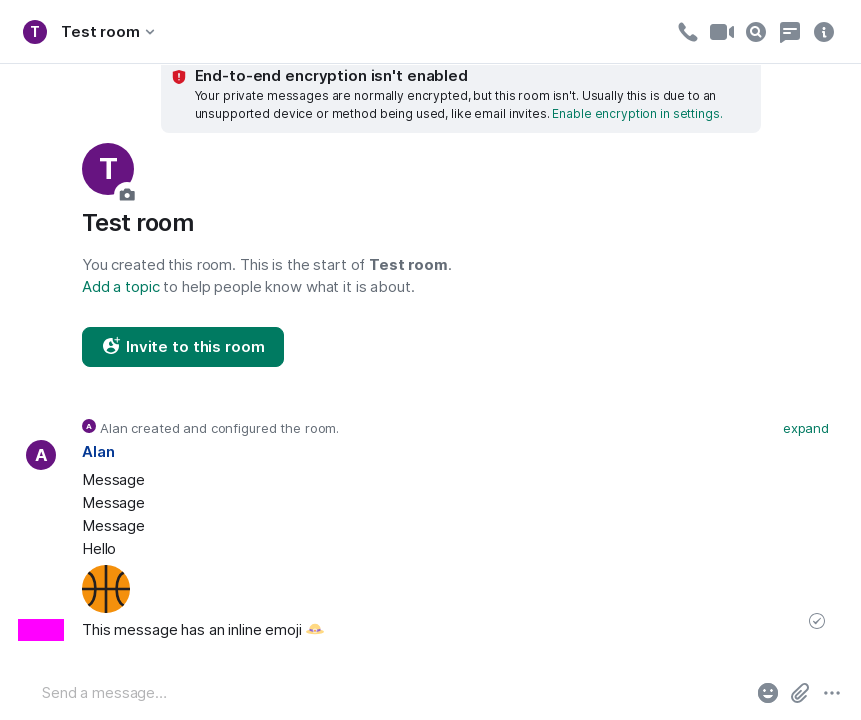 T Test room
End-to-end encryption isn't enabled
Your private messages are normally encrypted, but this room isn't. Usually this is due to an
unsupported device or method being used, like email invites. Enable encryption in settings.
T
Test room
You created this room. This is the start of Test room.
Add a topic to help people know what it is about.
Invite to this room
A Alan created and configured the room. expand
A Alan
Message
Message
Message
Hello
This message has an inline emoji
Send a message…